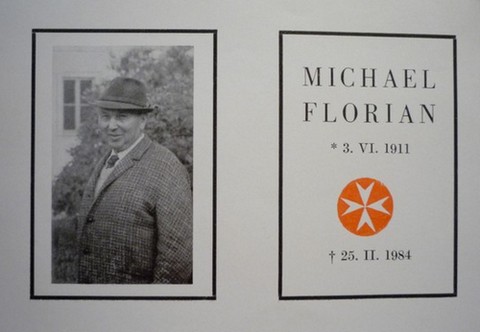 MICHAEL
FLORIAN
* 3. VI. 1911
† 25. II. 1984